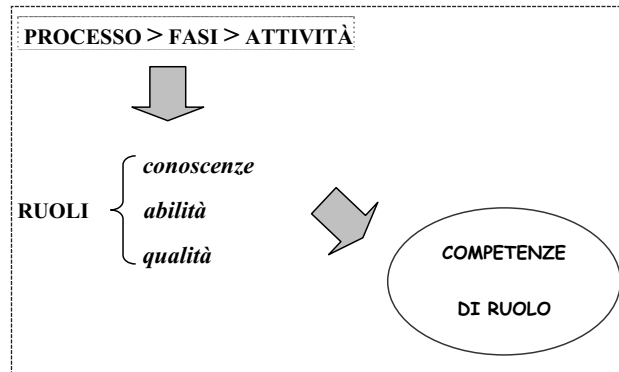 PROCESSO > FASI > ATTIVITÀ
conoscenze
RUOLI
abilità
qualità
COMPETENZE
DI RUOLO